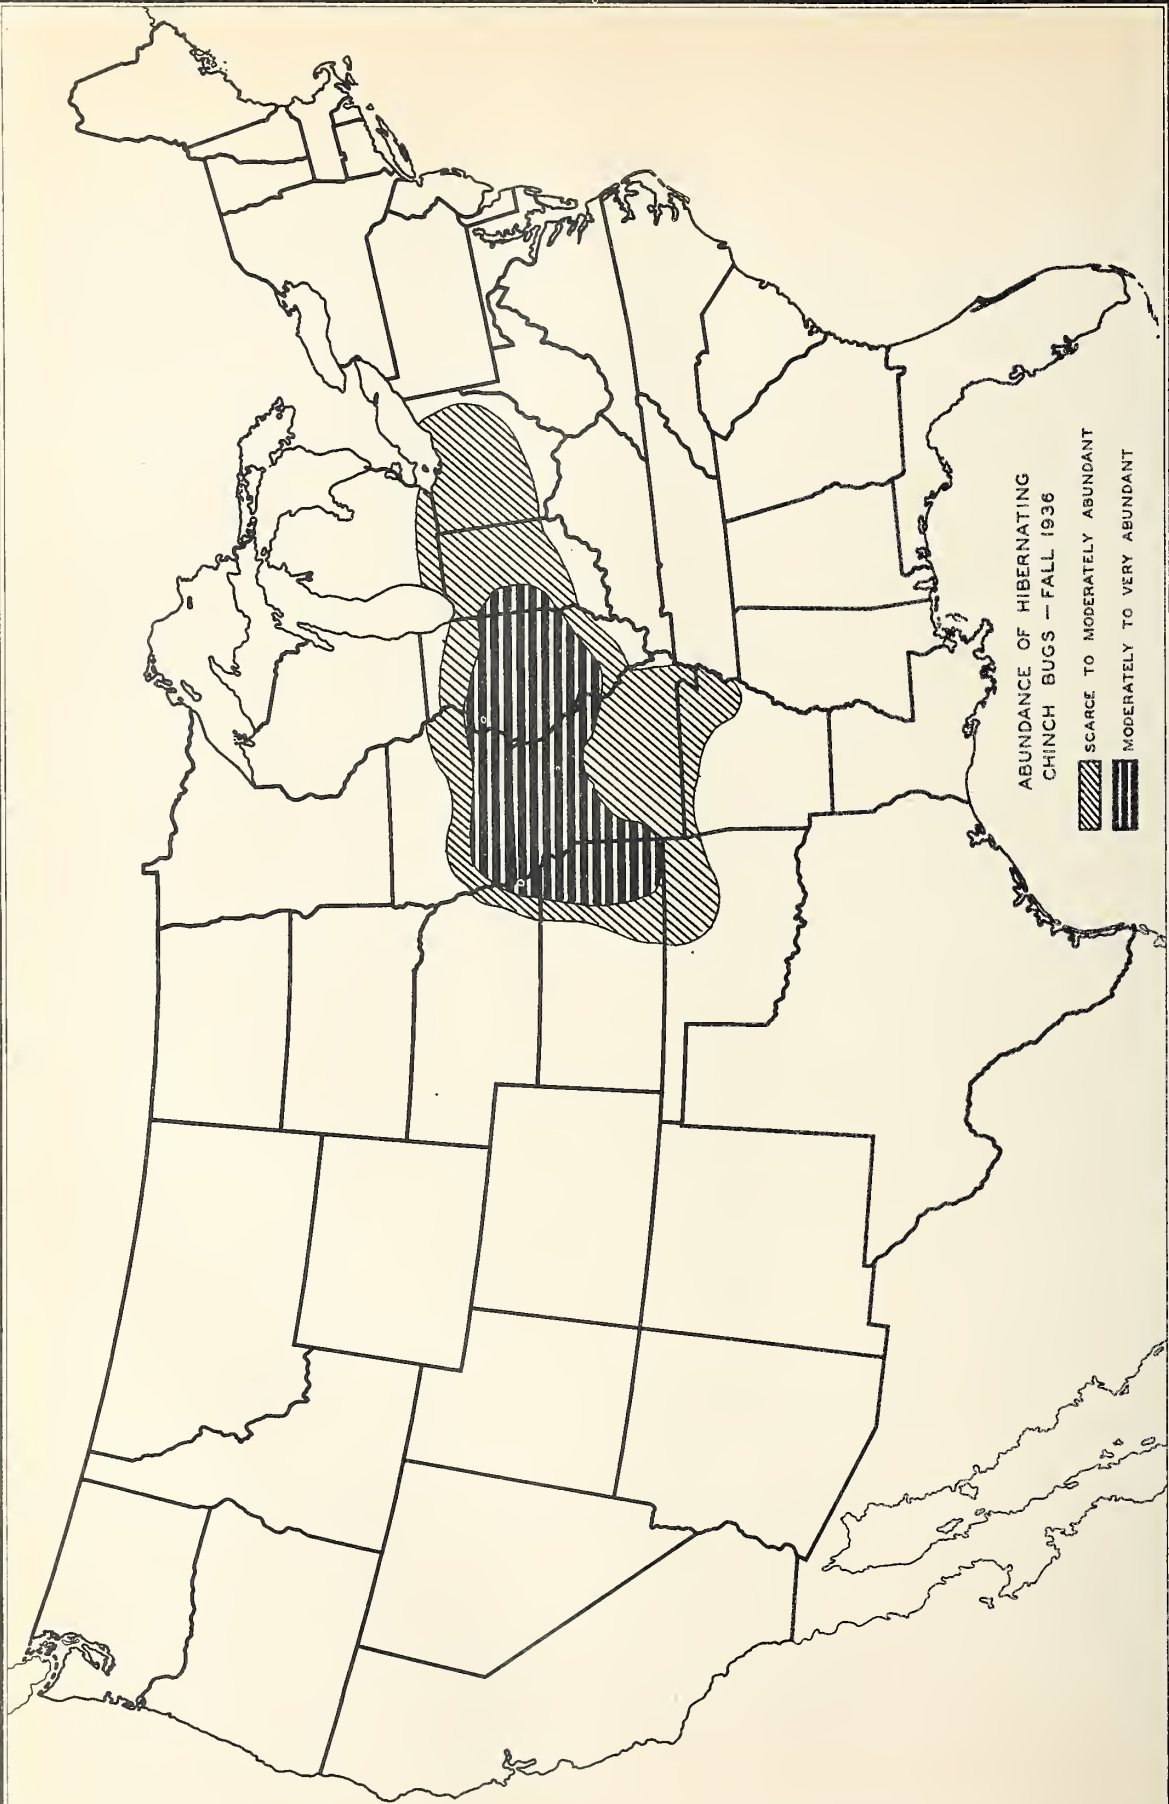 ABUNDANCE OF HIBERNATING
CHINCH BUGS — FALL 1936
SCARCE TO MODERATELY ABUNDANT
MODERATELY TO VERY ABUNDANT